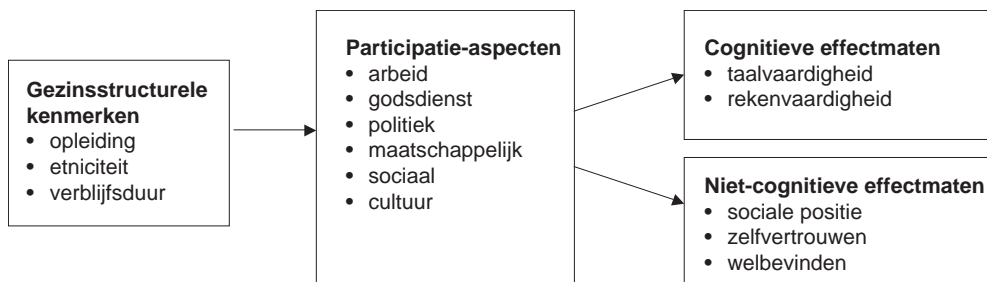 Gezinsstructurele
kenmerken
• opleiding
• etniciteit
• verblijfsduur
Participatie-aspecten
• arbeid
• godsdienst
• politiek
• maatschappelijk
• sociaal
• cultuur
Cognitieve effectmaten
• taalvaardigheid
• rekenvaardigheid
Niet-cognitieve effectmaten
• sociale positie
• zelfvertrouwen
• welbevinden